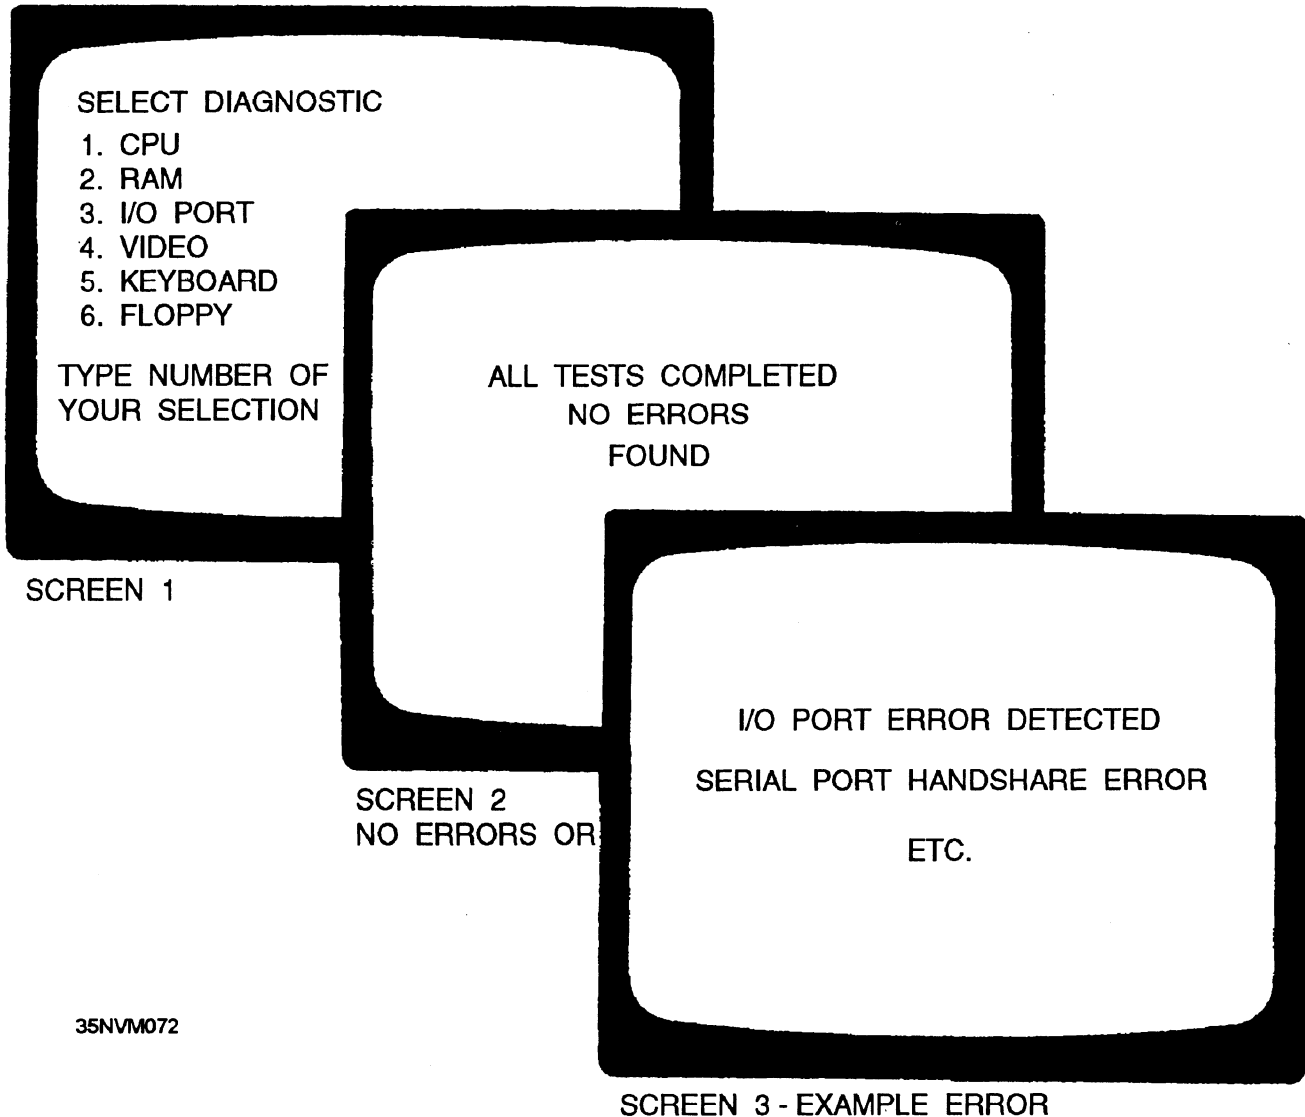 SELECT DIAGNOSTIC
1. CPU
2. RAM
3. I/O PORT
4. VIDEO
5. KEYBOARD
6. FLOPPY
TYPE NUMBER OF
YOUR SELECTION
SCREEN 1
ALL TESTS COMPLETED
NO ERRORS
FOUND
SCREEN 2
NO ERRORS OR
I/O PORT ERROR DETECTED
SERIAL PORT HANDSHARE ERROR
ETC.
SCREEN 3 - EXAMPLE ERROR
35NVM072